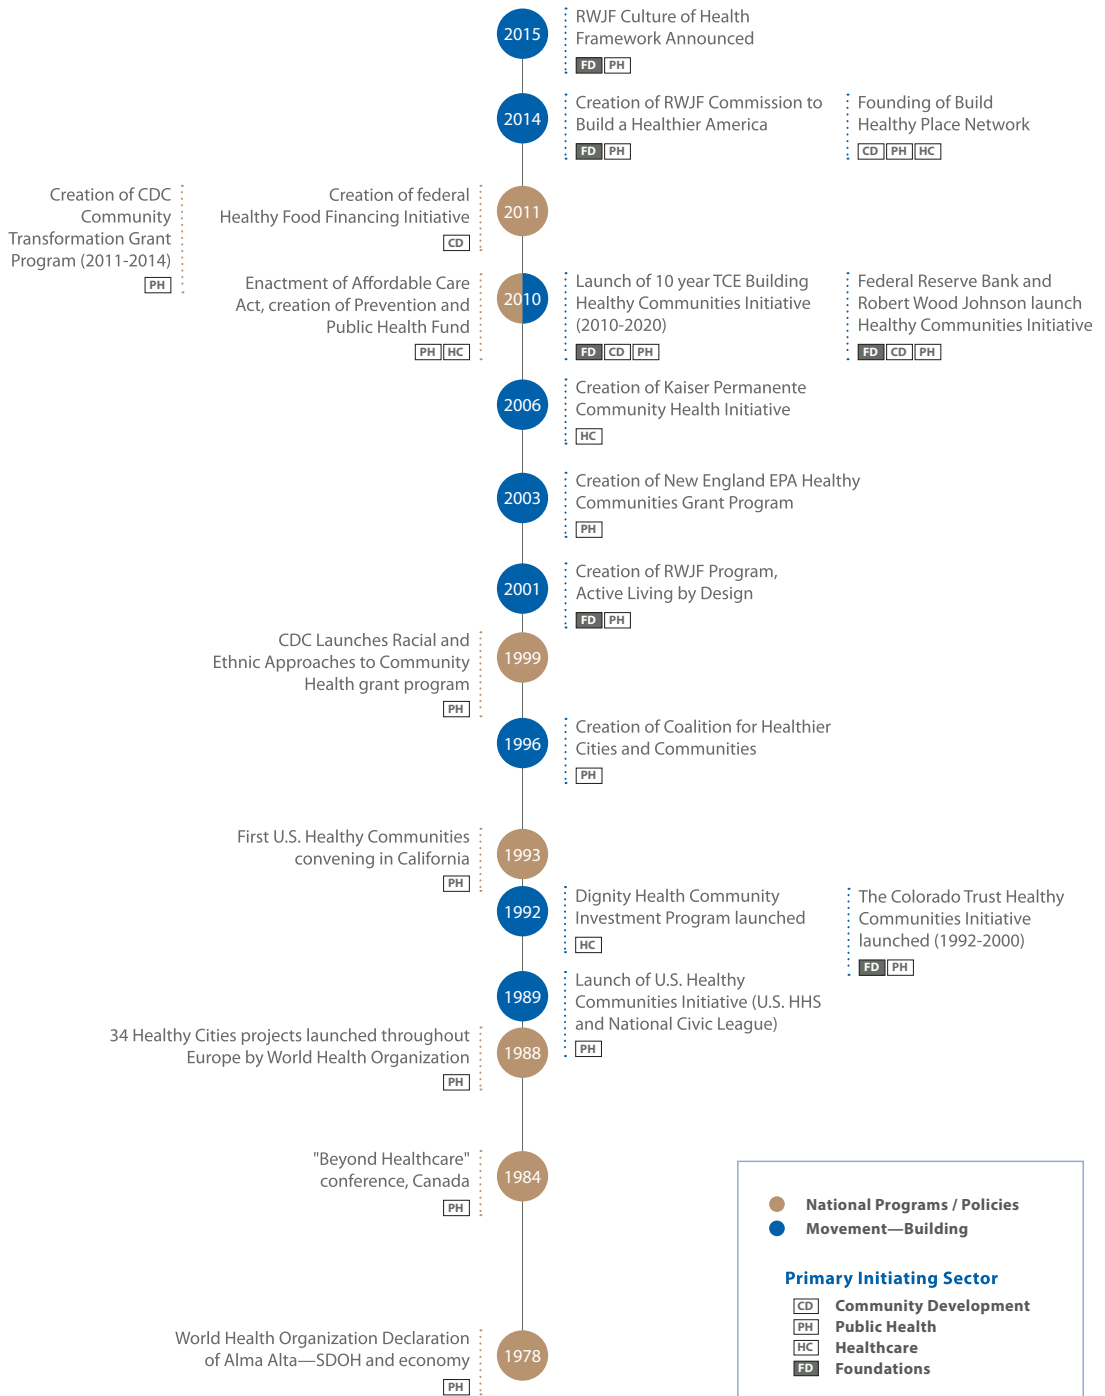 2015
RWJF Culture of Health
Framework Announced
FD PH
2014
Creation of RWJF Commission to
Build a Healthier America
FD PH
Founding of Build
Healthy Place Network
CD PH HC
Creation of CDC
Community
Transformation Grant
Program (2011-2014)
PH
Creation of federal
Healthy Food Financing Initiative
CD
2011
Enactment of Affordable Care
Act, creation of Prevention and
Public Health Fund
PH HC
2010
Launch of 10 year TCE Building
Healthy Communities Initiative
(2010-2020)
FD CD PH
Federal Reserve Bank and
Robert Wood Johnson launch
Healthy Communities Initiative
FD CD PH
2006
Creation of Kaiser Permanente
Community Health Initiative
HC
2003
Creation of New England EPA Healthy
Communities Grant Program
PH
2001
Creation of RWJF Program,
Active Living by Design
FD PH
CDC Launches Racial and
Ethnic Approaches to Community
Health grant program
PH
1999
1996
Creation of Coalition for Healthier
Cities and Communities
PH
First U.S. Healthy Communities
convening in California
PH
1993
1992
Dignity Health Community
Investment Program launched
HC
The Colorado Trust Healthy
Communities Initiative
launched (1992-2000)
FD PH
1989
Launch of U.S. Healthy
Communities Initiative (U.S. HHS
and National Civic League)
PH
34 Healthy Cities projects launched throughout
Europe by World Health Organization
PH
1988
"Beyond Healthcare"
conference, Canada
PH
1984
World Health Organization Declaration
of Alma Alta—SDOH and economy
PH
1978
National Programs / Policies
Movement—Building
Primary Initiating Sector
CD Community Development
PH Public Health
HC Healthcare
FD Foundations